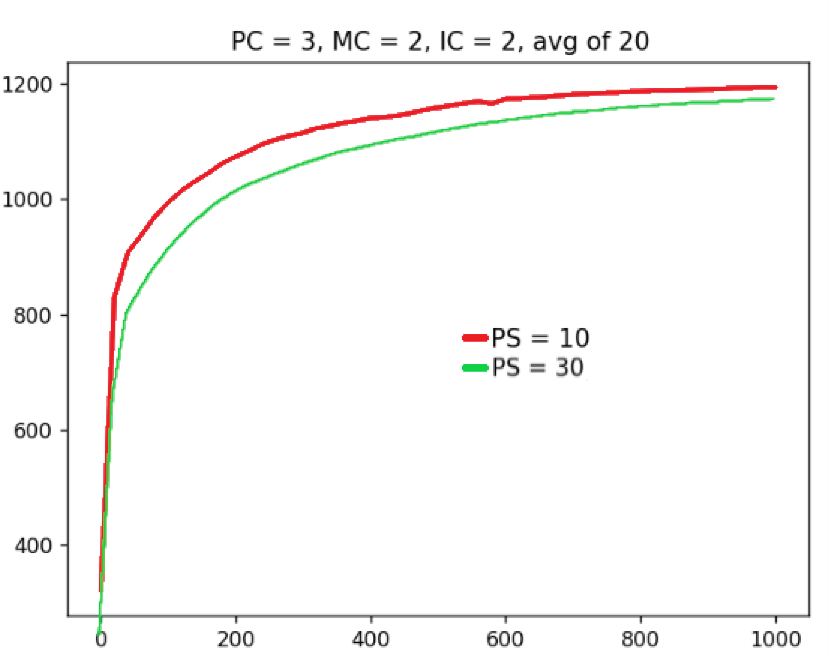 PC = 3, MC = 2, IC = 2, avg of 20
1200
1000
800
600
400
PS = 10
PS = 30
0 200 400 600 800 1000